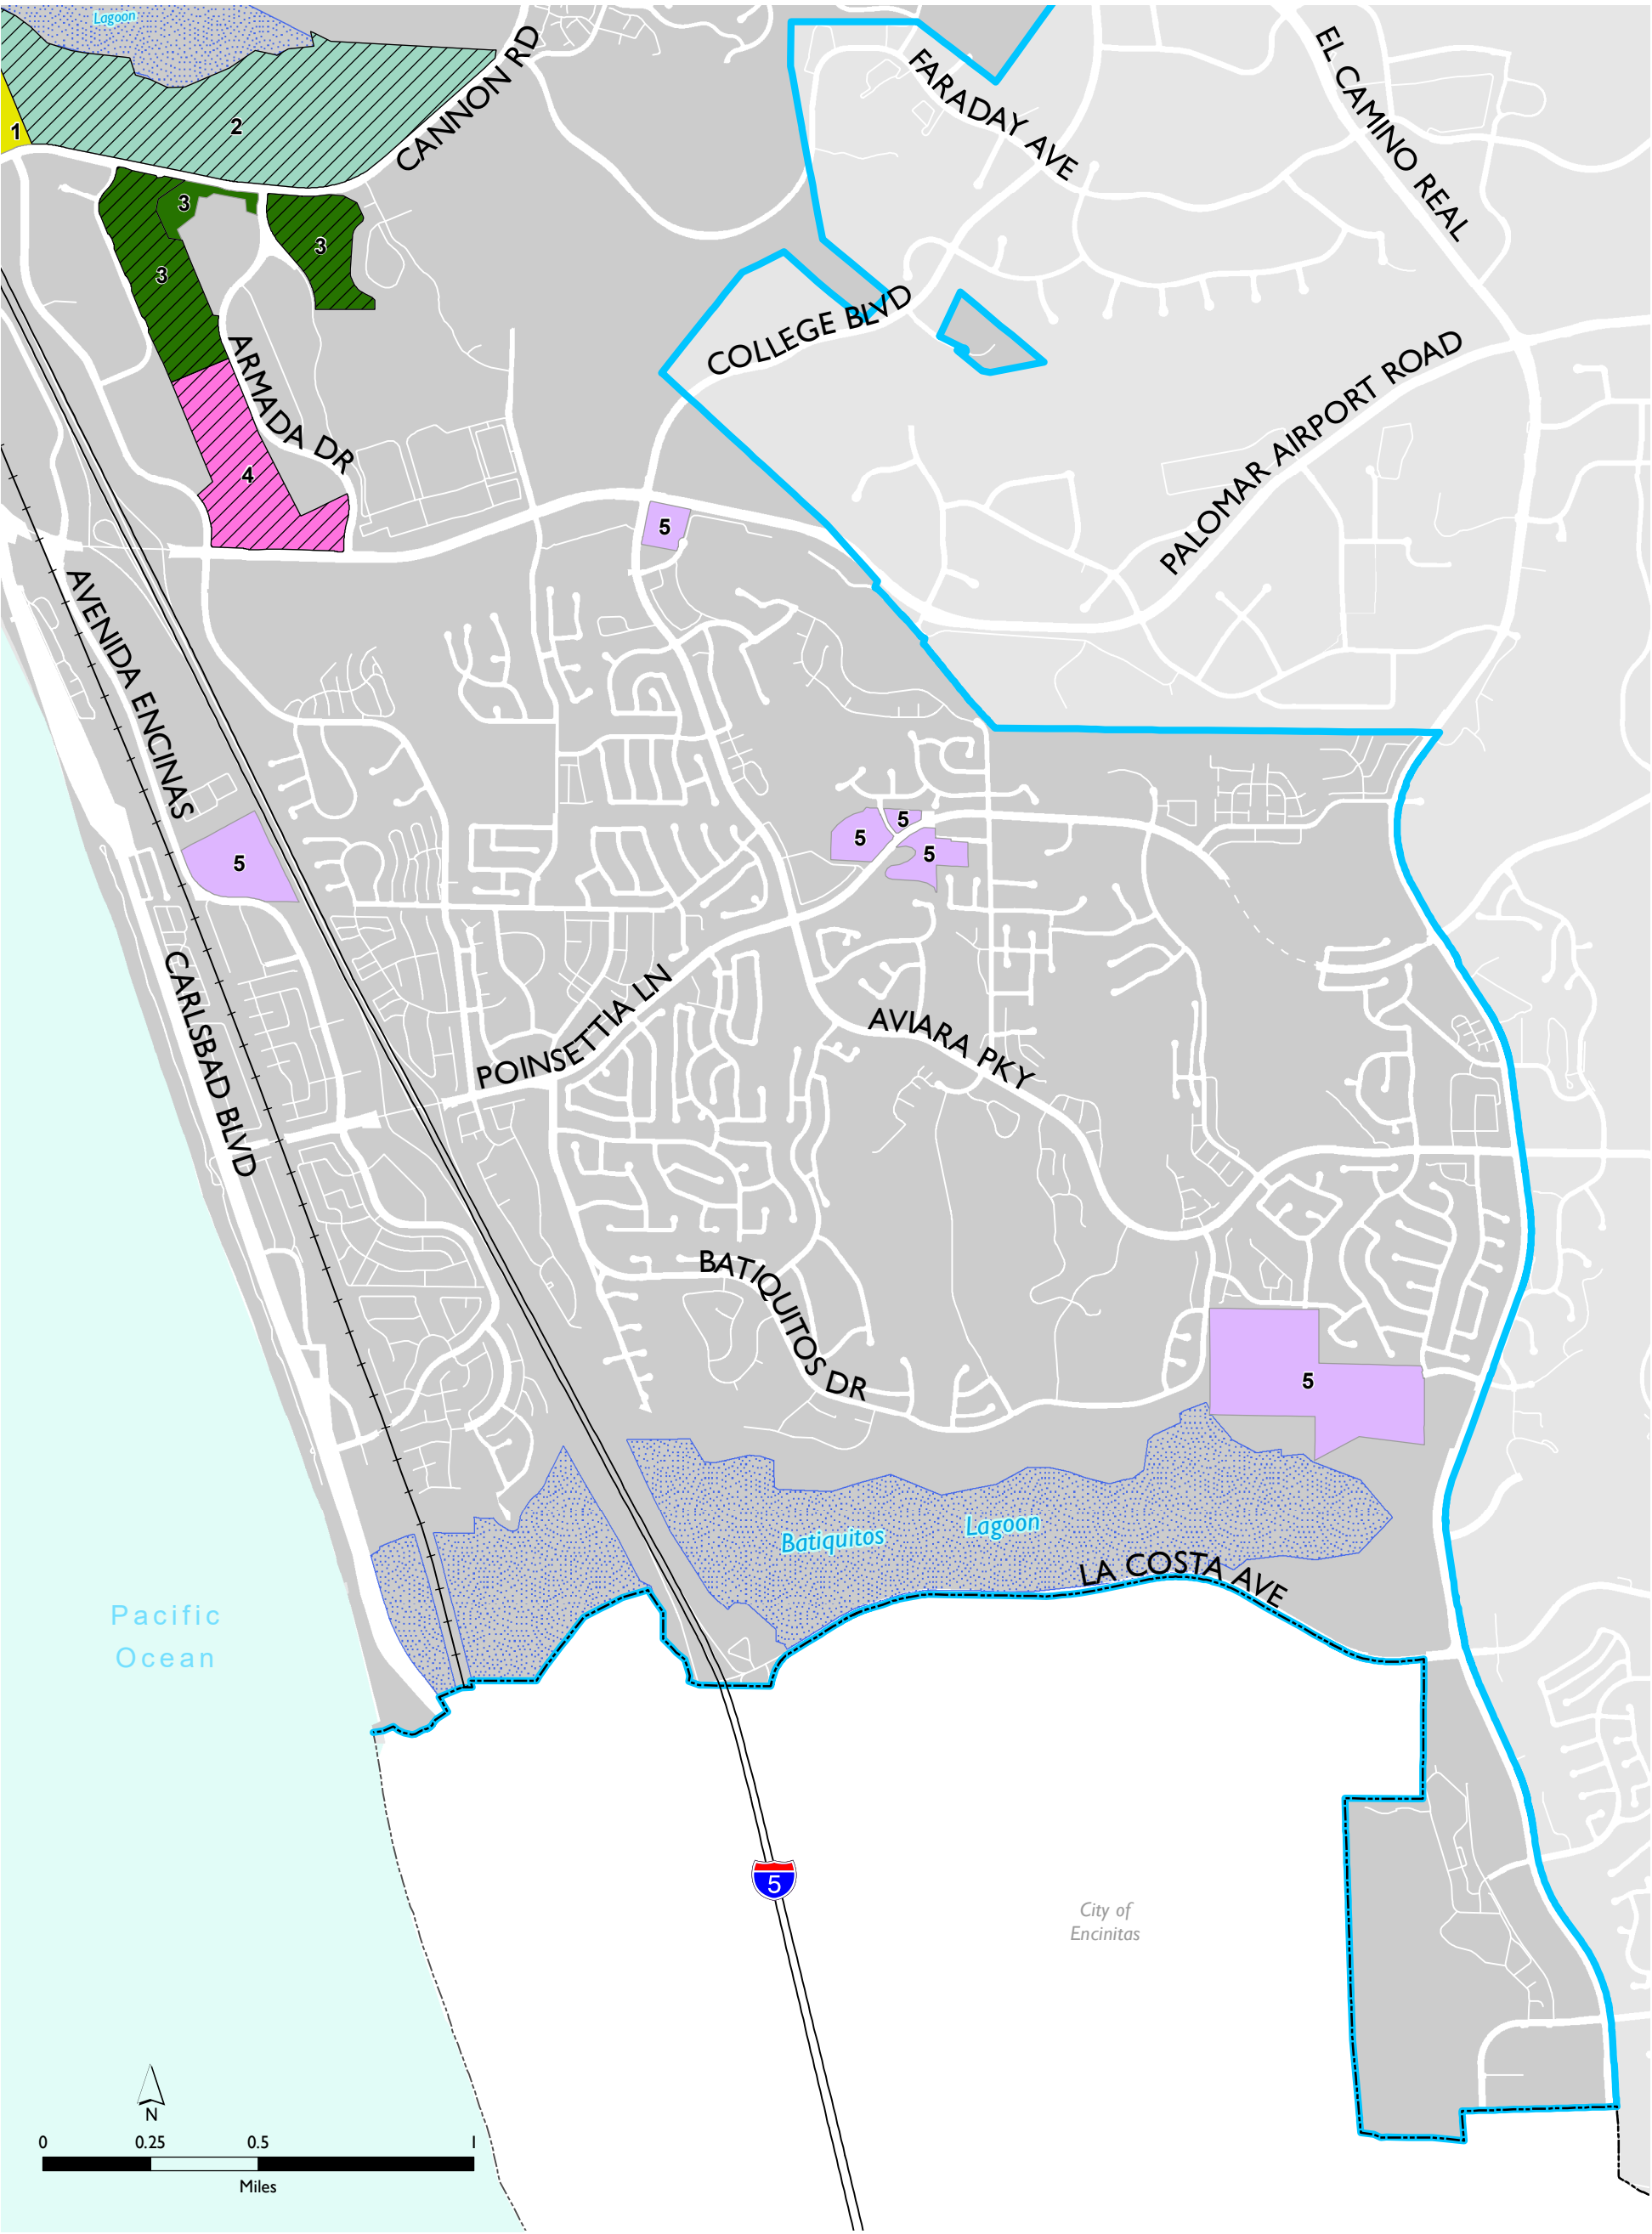 Lagoon
CANNON RD
FARADAY AVE
EL CAMINO REAL
1
2
3
3
3
COLLEGE BLVD
ARMADA DR
PALOMAR AIRPORT ROAD
4
5
AVENIDA ENCINAS
5
5
5
5
CARLSBAD BLVD
POINSETTIA LN
AVIARA PKY
BATIQUITOS DR
5
Batiquitos Lagoon
LA COSTA AVE
Pacific
Ocean
5
City of
Encinitas
N
0 0.25 0.5 1
Miles